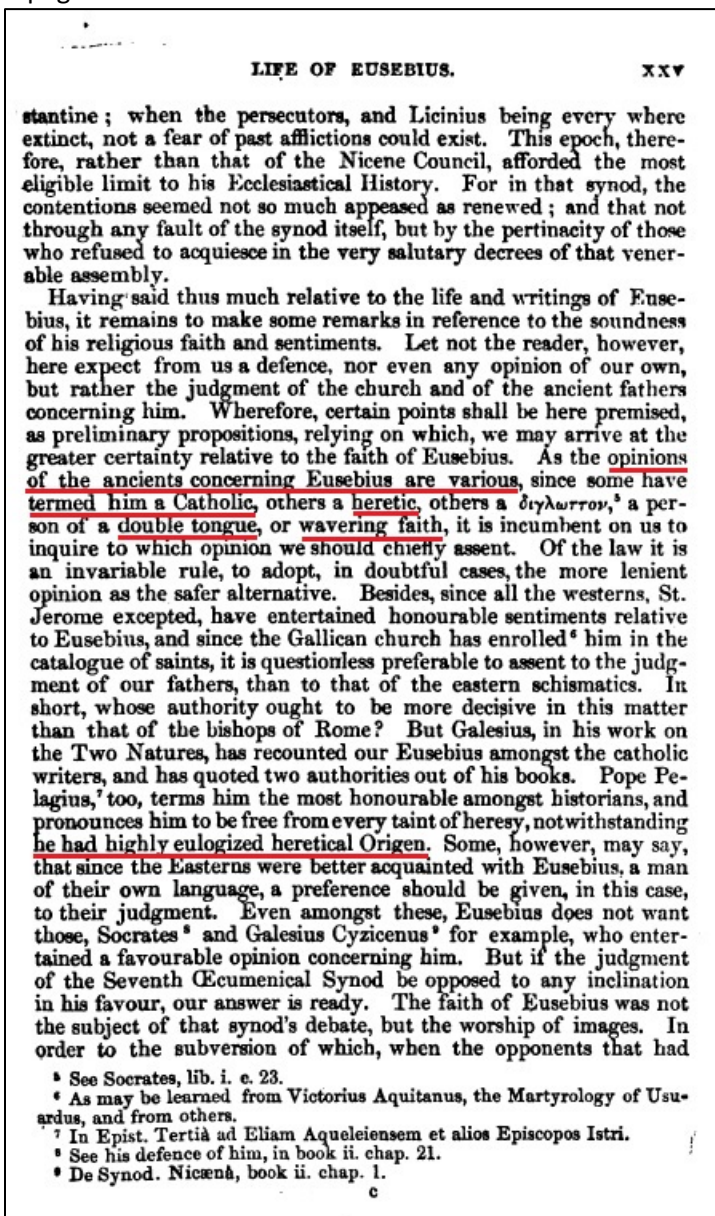 LIFE OF EUSEBIUS. XXV
stantine ; when the persecutors, and Licinius being every where
extinct, not a fear of past afflictions could exist. This epoch, there-
fore, rather than that of the Nicene Council, afforded the most
eligible limit to his Ecclesiastical History. For in that synod, the
contentions seemed not so much appeased as renewed ; and that not
through any fault of the synod itself, but by the pertinacity of those
who refused to acquiesce in the very salutary decrees of that vener-
able assembly.
Having said thus much relative to the life and writings of Euse-
bius, it remains to make some remarks in reference to the soundness
of his religious faith and sentiments. Let not the reader, however,
here expect from us a defence, nor even any opinion of our own,
but rather the judgment of the church and of the ancient fathers
concerning him. Wherefore, certain points shall be here premised,
as preliminary propositions, relying on which, we may arrive at the
greater certainty relative to the faith of Eusebius. As the opinions
of the ancients concerning Eusebius are various, since some have
termed him a Catholic, others a heretic, others a διγλωττον,⁵ a per-
son of a double tongue, or wavering faith, it is incumbent on us to
inquire to which opinion we should chiefly assent. Of the law it is
an invariable rule, to adopt, in doubtful cases, the more lenient
opinion as the safer alternative. Besides, since all the westerns, St.
Jerome excepted, have entertained honourable sentiments relative
to Eusebius, and since the Gallican church has enrolled⁶ him in the
catalogue of saints, it is questionless preferable to assent to the judg-
ment of our fathers, than to that of the eastern schismatics. In
short, whose authority ought to be more decisive in this matter
than that of the bishops of Rome? But Galesius, in his work on
the Two Natures, has recounted our Eusebius amongst the catholic
writers, and has quoted two authorities out of his books. Pope Pe-
lagius,⁷ too, terms him the most honourable amongst historians, and
pronounces him to be free from every taint of heresy, notwithstanding
he had highly eulogized heretical Origen. Some, however, may say,
that since the Easterns were better acquainted with Eusebius, a man
of their own language, a preference should be given, in this case,
to their judgment. Even amongst these, Eusebius does not want
those, Socrates⁸ and Galesius Cyzicenus⁹ for example, who enter-
tained a favourable opinion concerning him. But if the judgment
of the Seventh Œcumenical Synod be opposed to any inclination
in his favour, our answer is ready. The faith of Eusebius was not
the subject of that synod's debate, but the worship of images. In
order to the subversion of which, when the opponents that had
⁵ See Socrates, lib. i. c. 23.
⁶ As may be learned from Victorius Aquitanus, the Martyrology of Usu-
ardus, and from others.
⁷ In Epist. Tertiâ ad Eliam Aqueleiensem et alios Episcopos Istri.
⁸ See his defence of him, in book ii. chap. 21.
⁹ De Synod. Nicænâ, book ii. chap. 1.
C